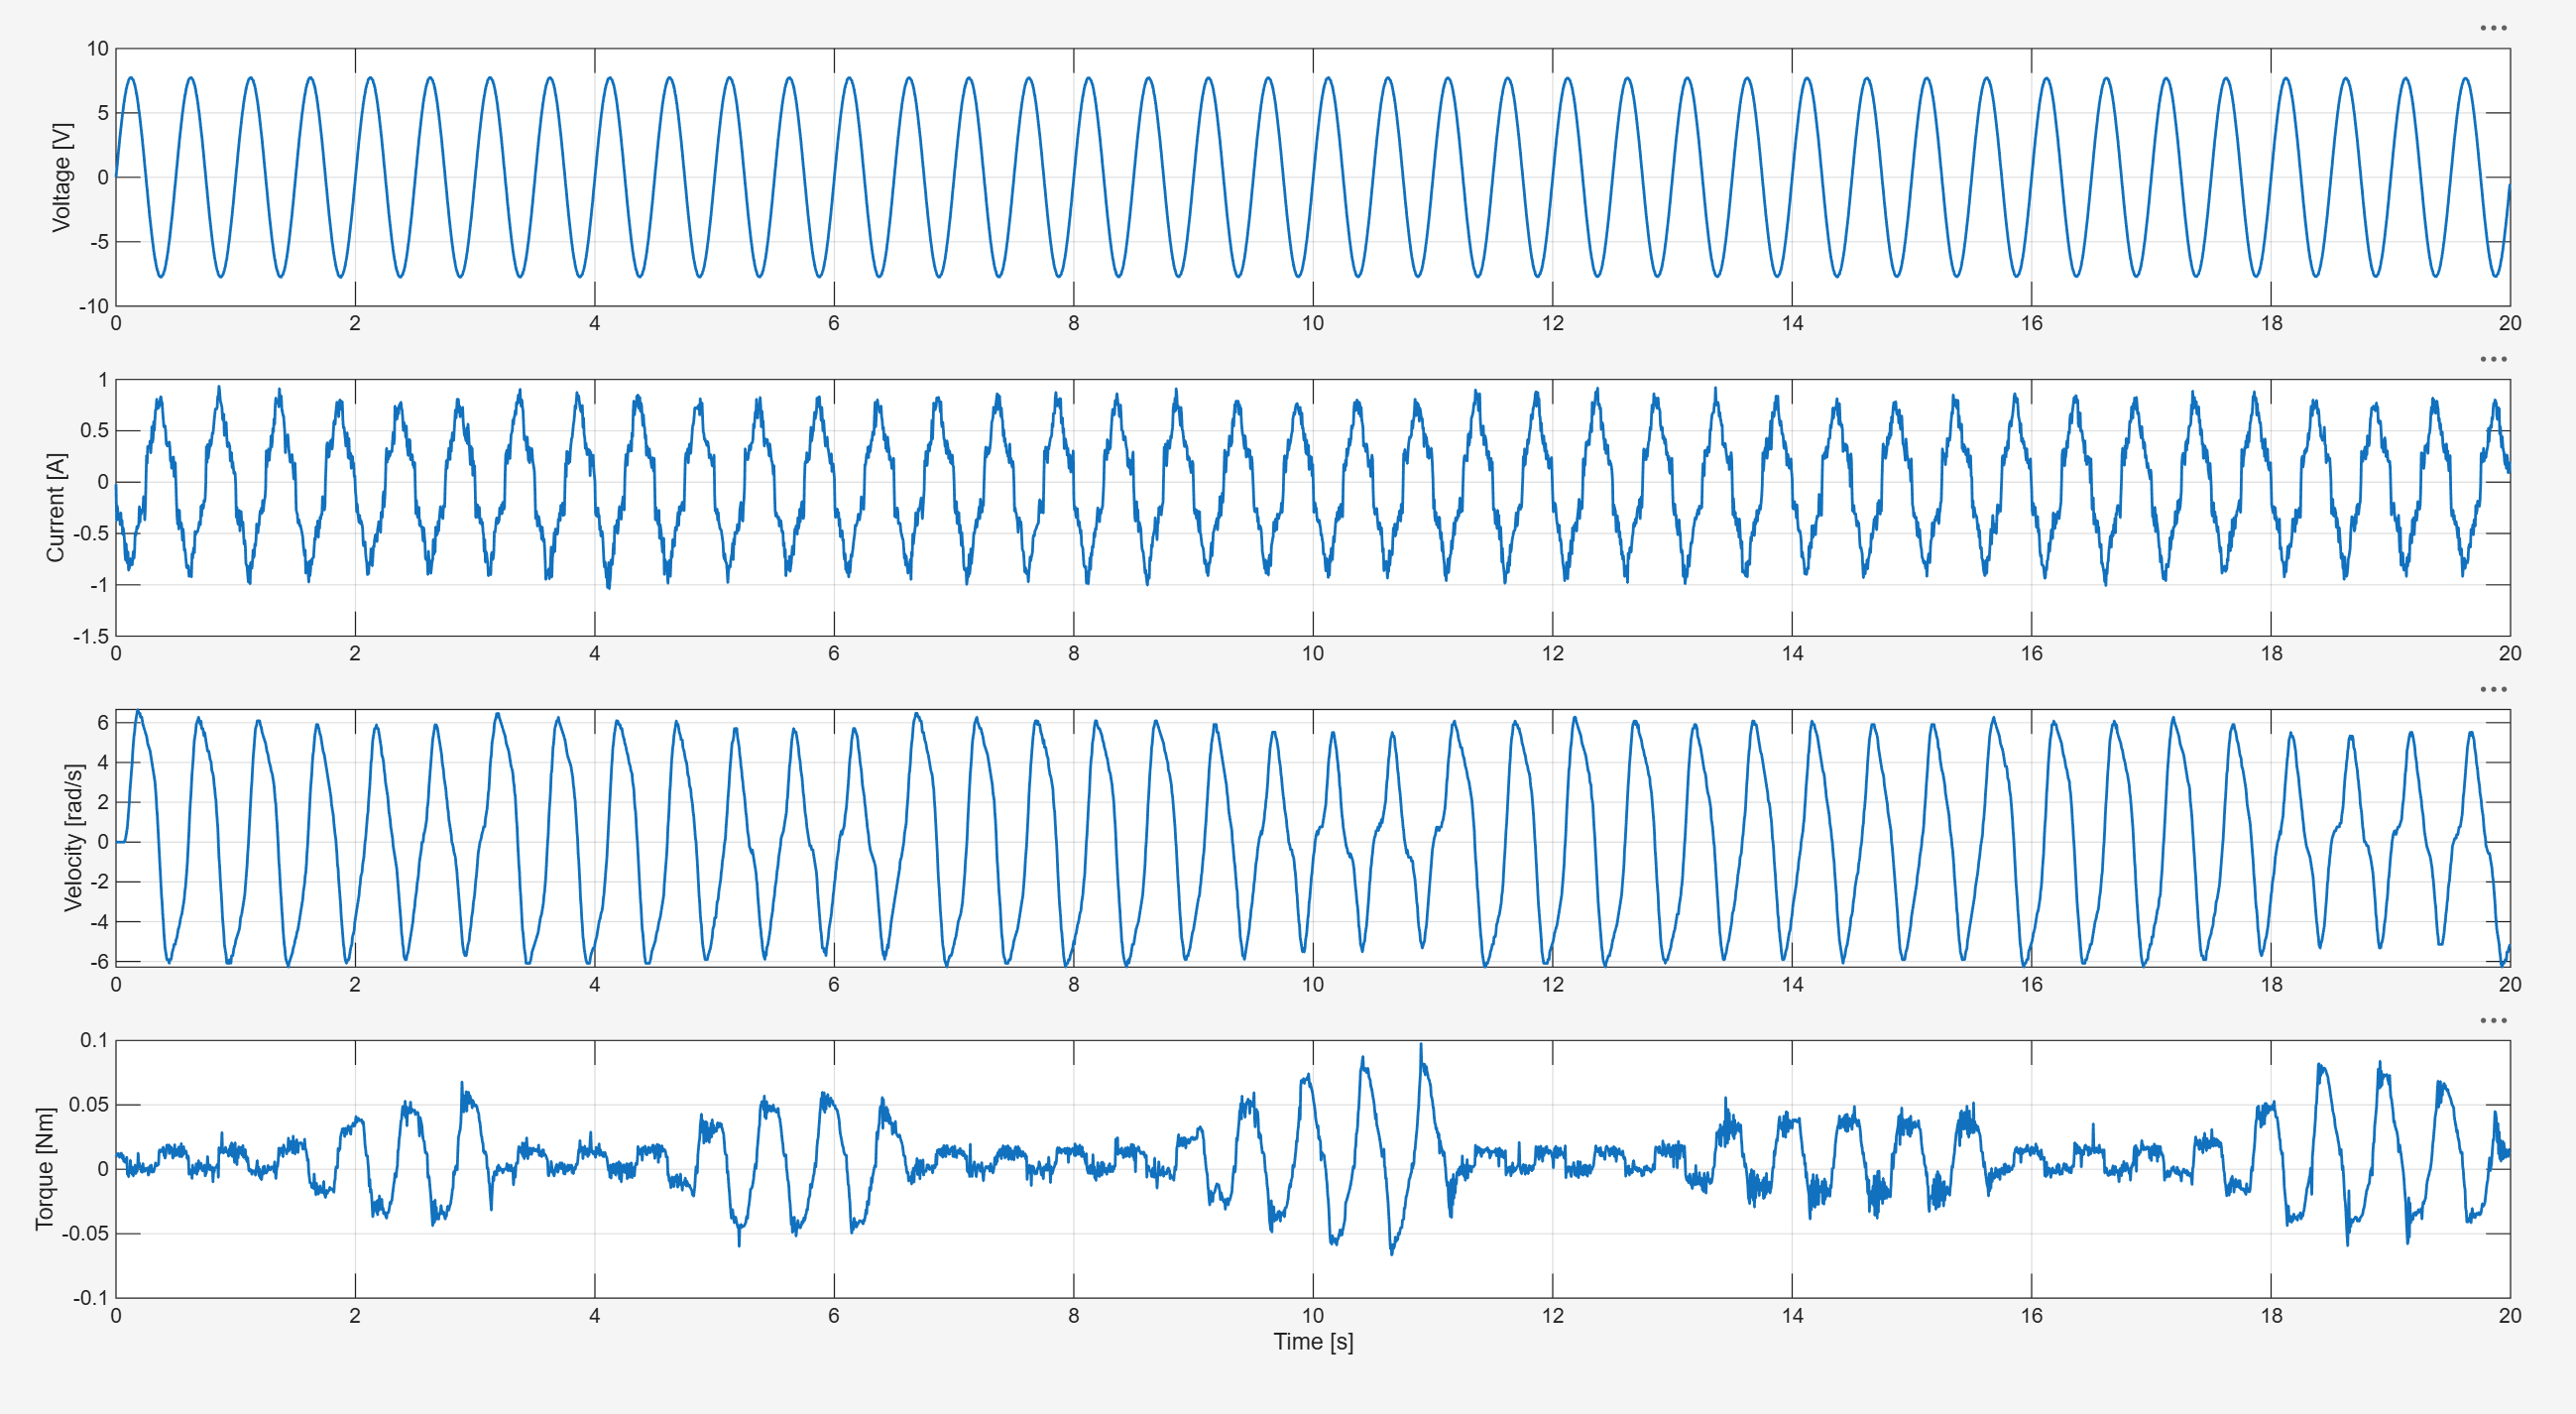 10
5
0
-5
-10
Voltage [V]
0 2 4 6 8 10 12 14 16 18 20
1
0.5
0
-0.5
-1
-1.5
Current [A]
0 2 4 6 8 10 12 14 16 18 20
6
4
2
0
-2
-4
-6
Velocity [rad/s]
0 2 4 6 8 10 12 14 16 18 20
0.1
0.05
0
-0.05
-0.1
Torque [Nm]
0 2 4 6 8 10 12 14 16 18 20
Time [s]